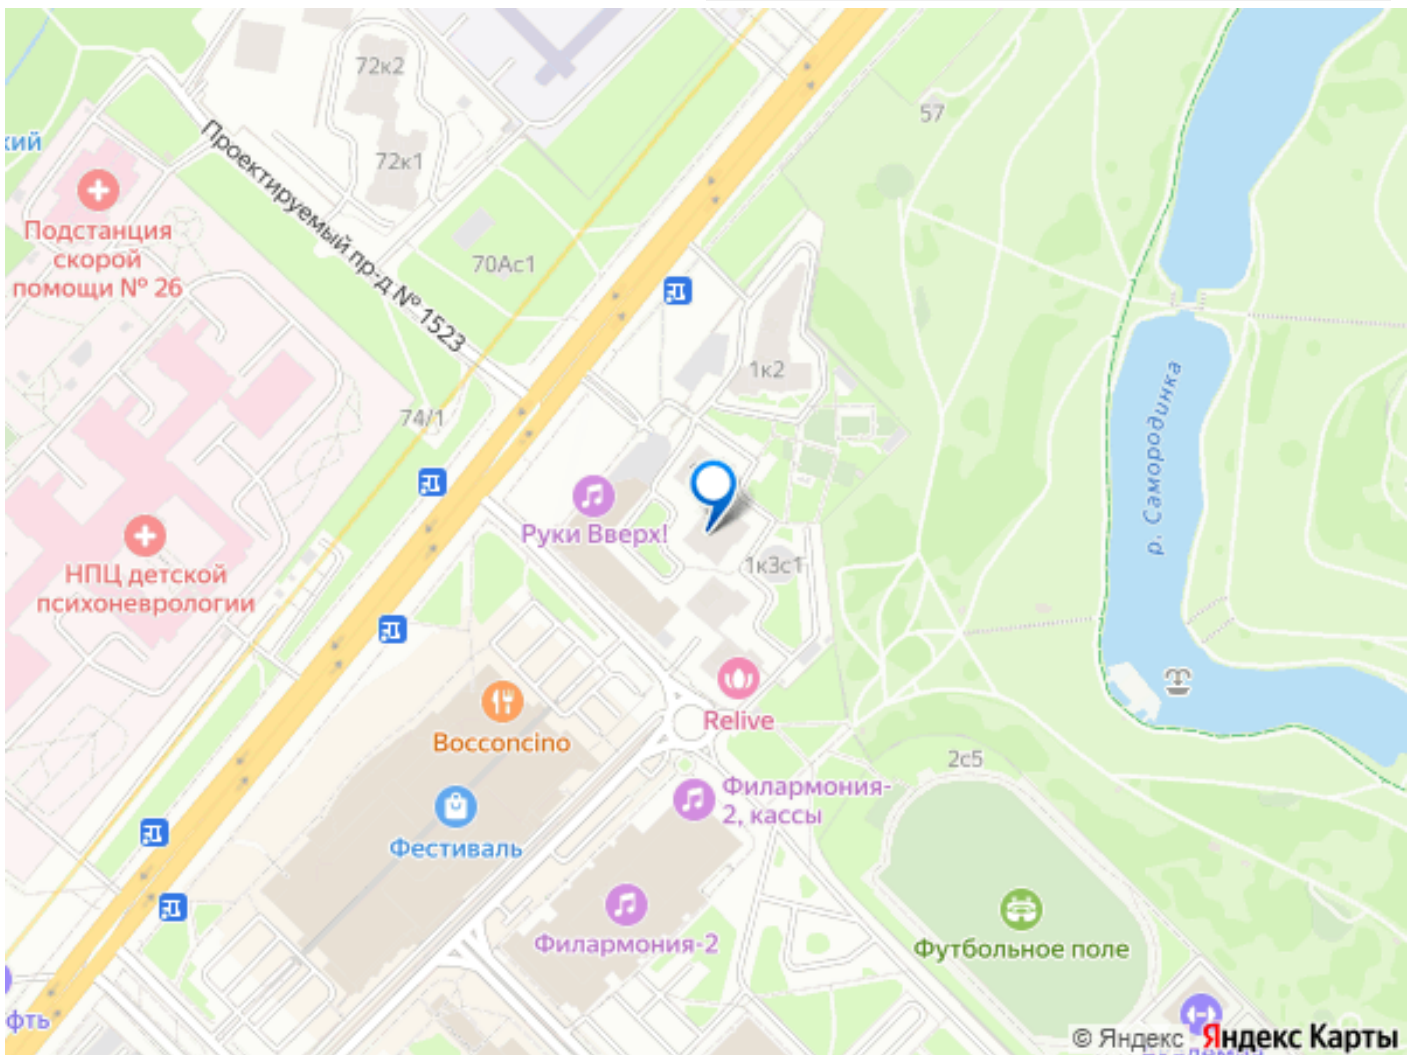 72к2
57
кий
Проектируемый пр-д № 1523
72к1
Подстанция
скорой
помощи № 26
70Ас1
1к2
р. Самородинка
74/1
Руки Вверх!
1к3с1
НПЦ детской
психоневрологии
Relive
Bocconcino
2с5
Филармония-
2, кассы
Фестиваль
Филармония-2
Футбольное поле
фть
© Яндекс Яндекс Карты